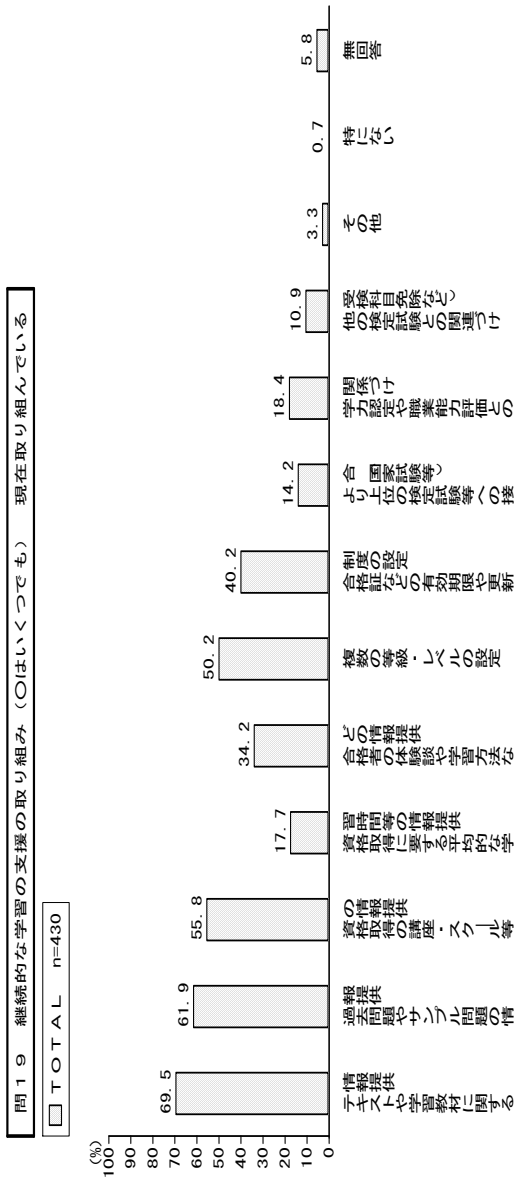 問19 継続的な学習の支援の取り組み（〇はいくつでも） 現在取り組んでいる
TOTAL n=430
(%)
100
90
80
70
60
50
40
30
20
10
0
69.5
61.9
55.8
17.7
34.2
50.2
40.2
14.2
18.4
10.9
3.3
0.7
5.8
テキストや学習教材に関する
情報提供
過去問題やサンプル問題の情
報提供
資格取得の講座・スクール等
の情報提供
資格取得に要する平均的な学
習時間等の情報提供
合格者の体験談や学習方法な
どの情報提供
複数の等級・レベルの設定
合格証などの有効期限や更新
制度の設定
より上位の検定試験等への接
合 国家試験等）
学力認定や職業能力評価との
関係づけ
他の検定試験との関連づけ
受検科目免除など）
その他
特にない
無回答